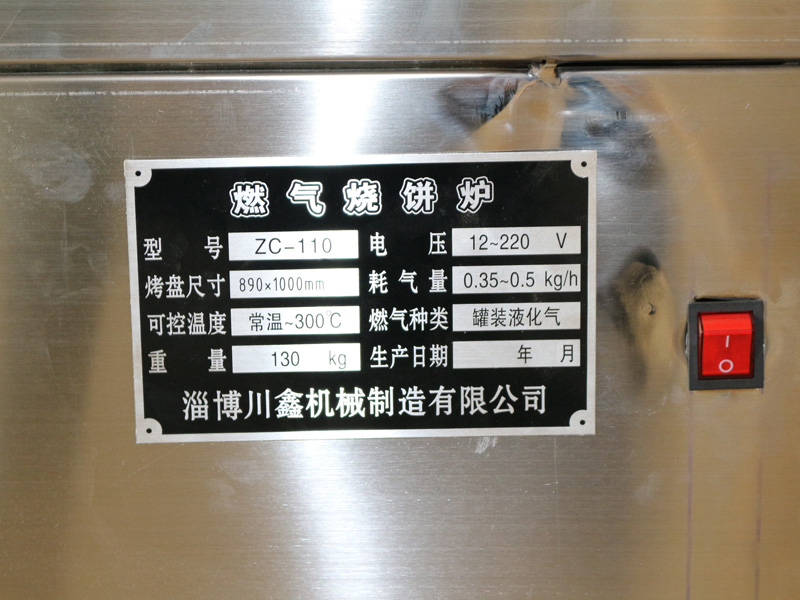 燃气烧饼炉
型 号 ZC-110 电 压 12~220 V
烤盘尺寸 890×1000mm 耗气量 0.35~0.5 kg/h
可控温度 常温~300℃ 燃气种类 罐装液化气
重 量 130 kg 生产日期 年 月
淄博川鑫机械制造有限公司